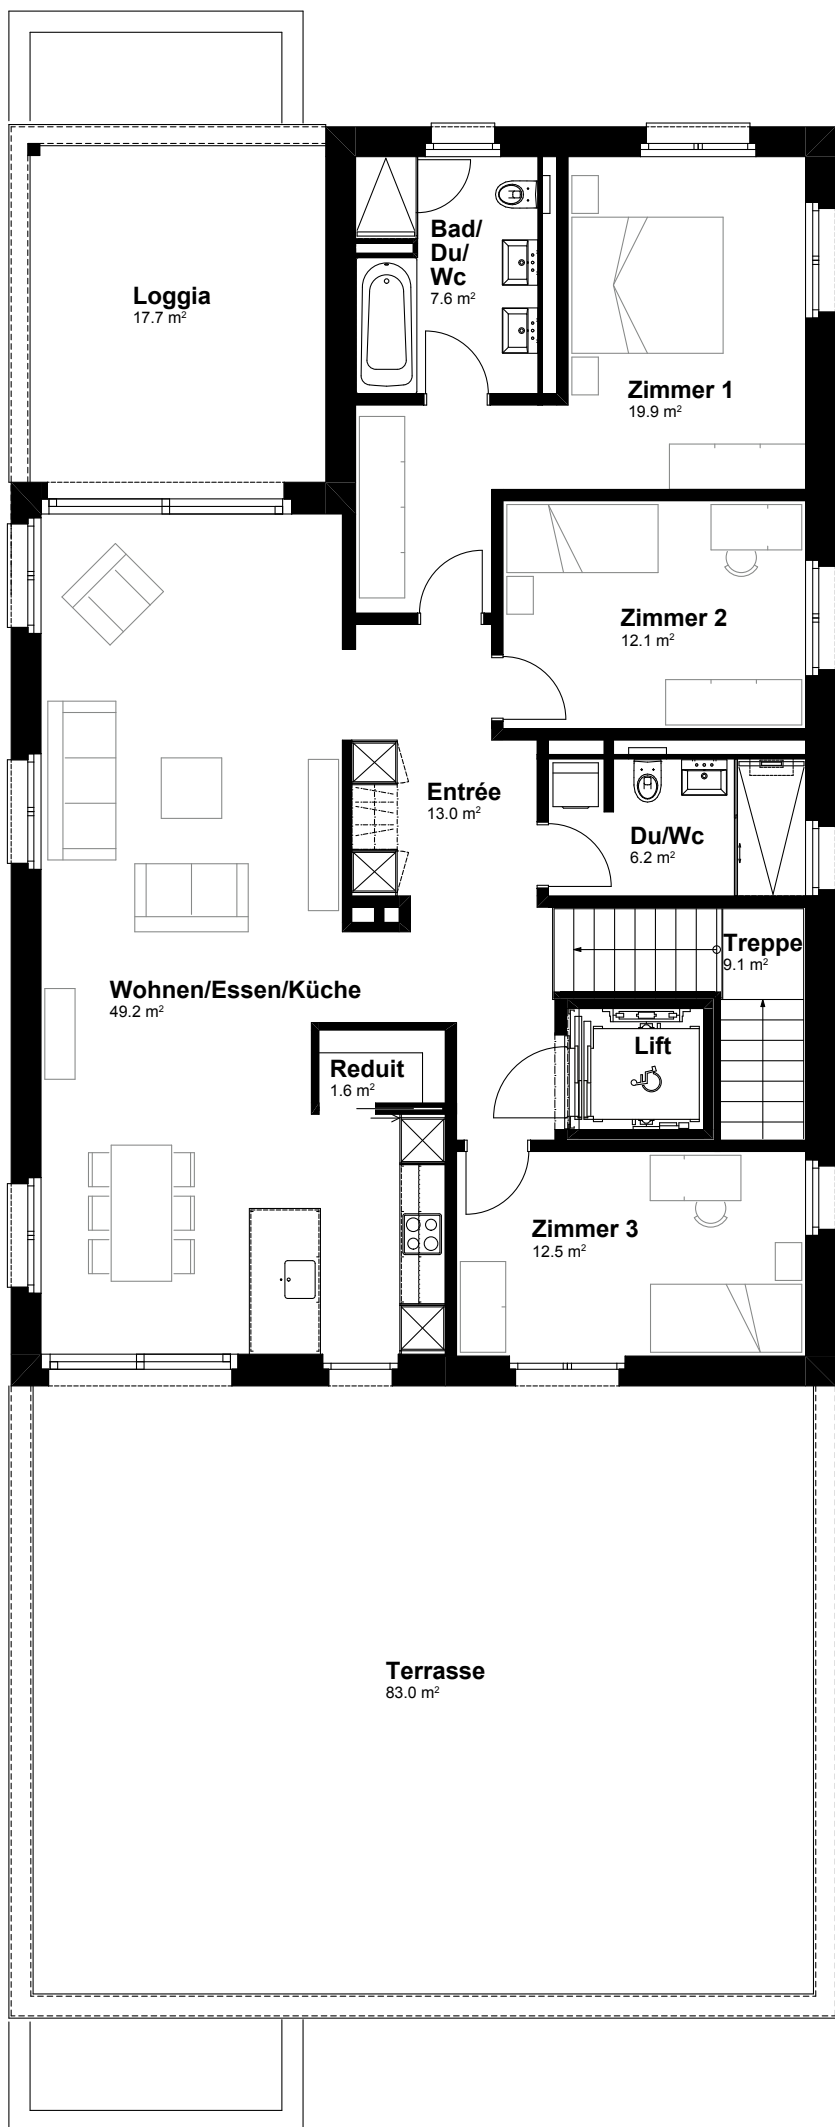 Bad/
Du/
Wc
7.6 m²
Loggia
17.7 m²
Zimmer 1
19.9 m²
Zimmer 2
12.1 m²
Entrée
13.0 m²
Du/Wc
6.2 m²
Treppe
9.1 m²
Wohnen/Essen/Küche
49.2 m²
Lift
Reduit
1.6 m²
Zimmer 3
12.5 m²
Terrasse
83.0 m²